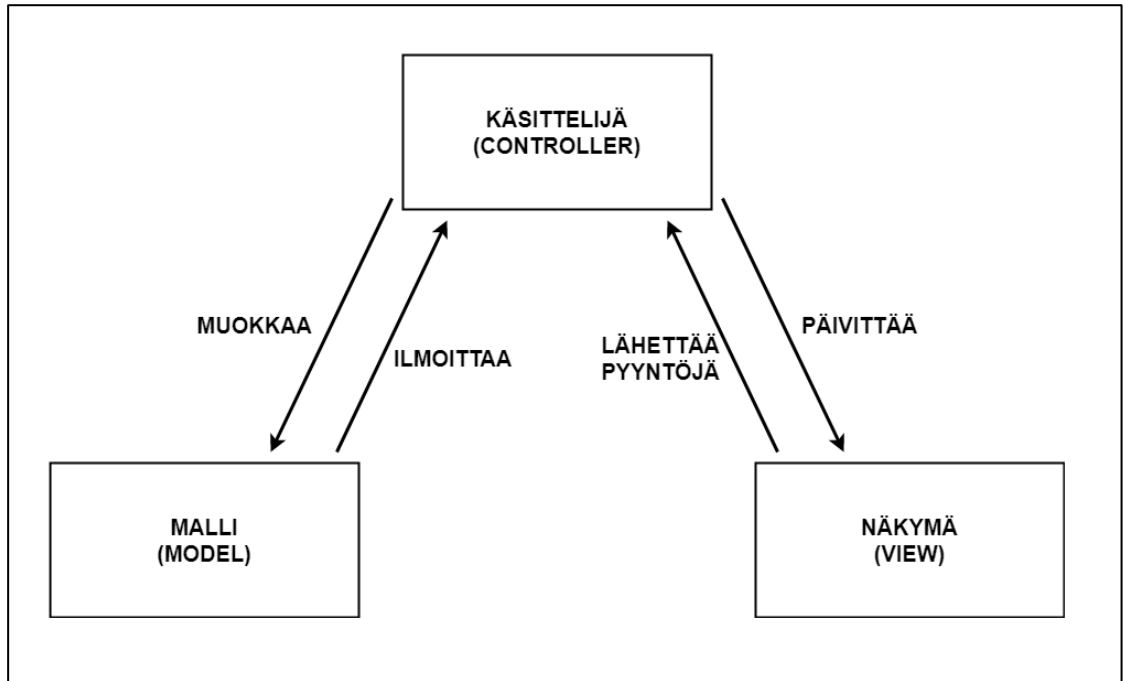 KÄSITTELIJÄ
(CONTROLLER)
MUOKKAA
ILMOITTAA
LÄHETTÄÄ
PYYNTÖJÄ
PÄIVITTÄÄ
MALLI
(MODEL)
NÄKYMÄ
(VIEW)